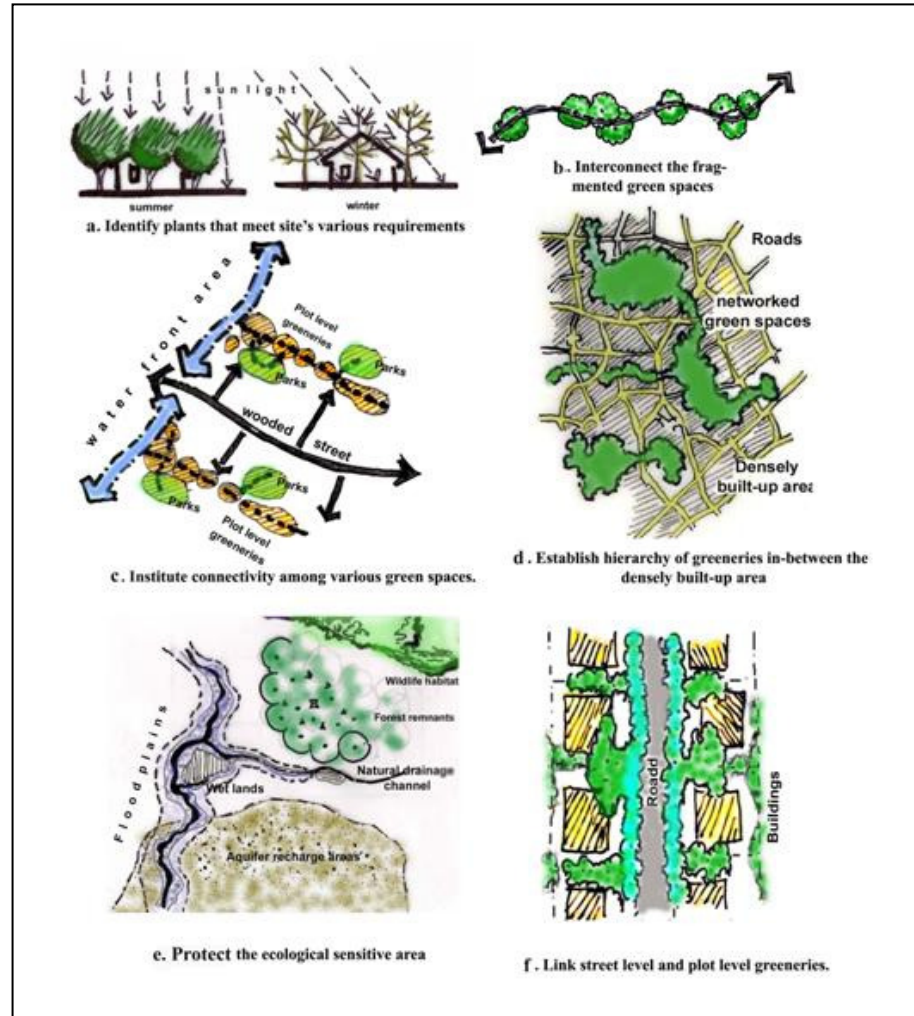 sunlight
summer
winter
a. Identify plants that meet site's various requirements
b. Interconnect the frag-
mented green spaces
water front area
Plot level
greeneries
Parks
Parks
wooded
street
Parks
Parks
Plot level
greeneries
c. Institute connectivity among various green spaces.
Roads
networked
green spaces
Densely
built-up area
d. Establish hierarchy of greeneries in-between the
densely built-up area
Flood plains
Wildlife habitat
Forest remnants
Natural drainage
channel
Wet lands
Aquifer recharge areas
e. Protect the ecological sensitive area
Roadd
Buildings
f. Link street level and plot level greeneries.